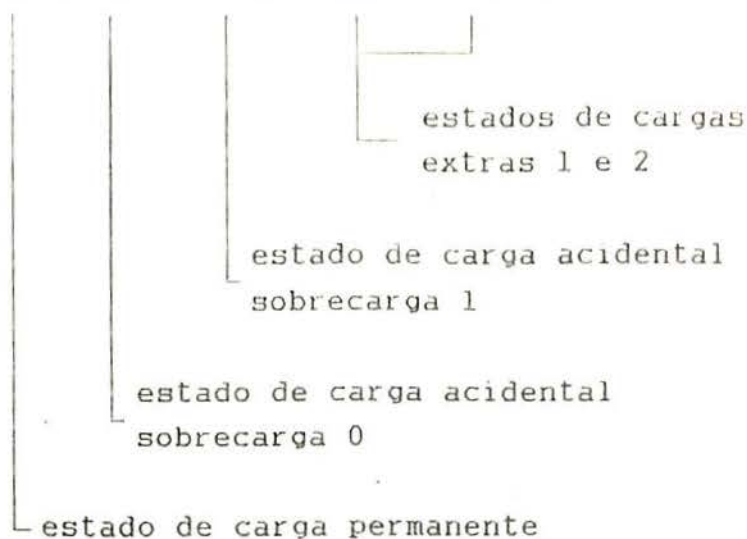 estados de cargas
extras 1 e 2
estado de carga acidental
sobrecarga 1
estado de carga acidental
sobrecarga 0
estado de carga permanente